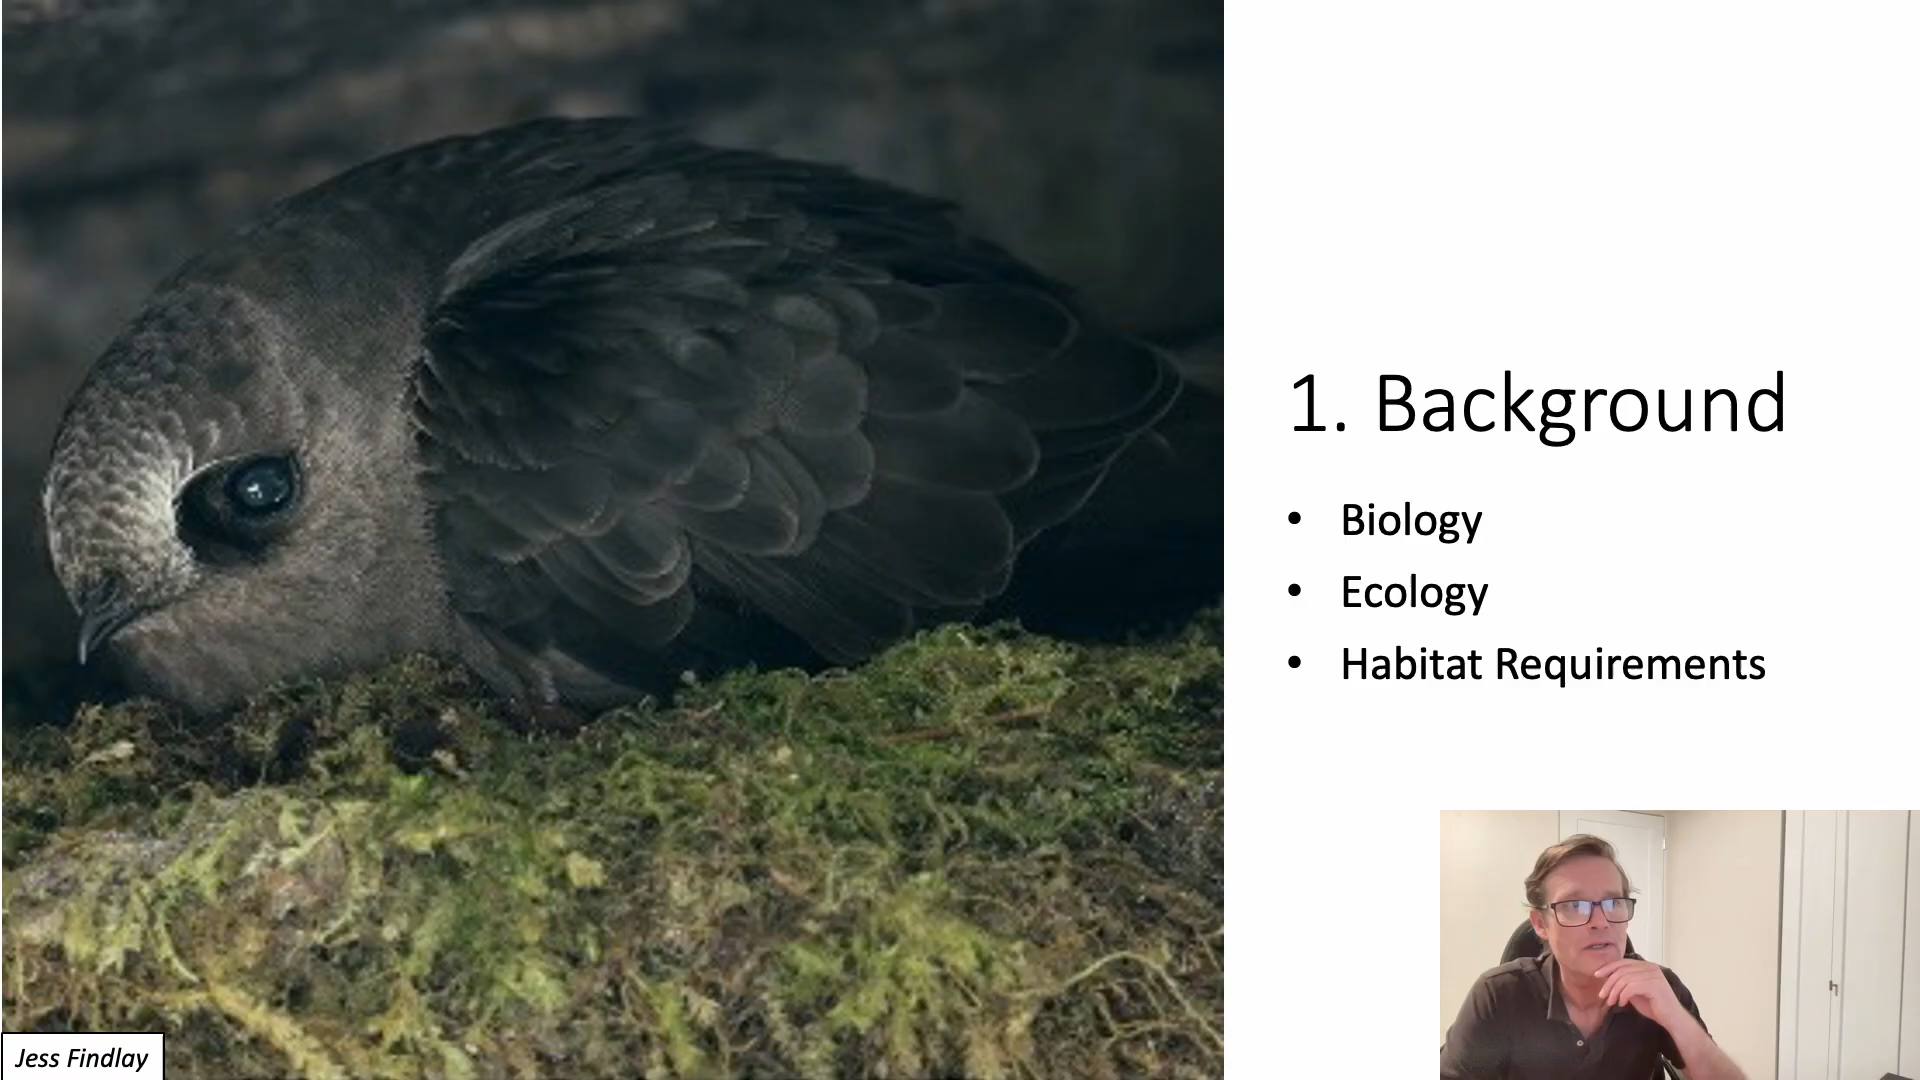 1. Background
• Biology
• Ecology
• Habitat Requirements
Jess Findlay